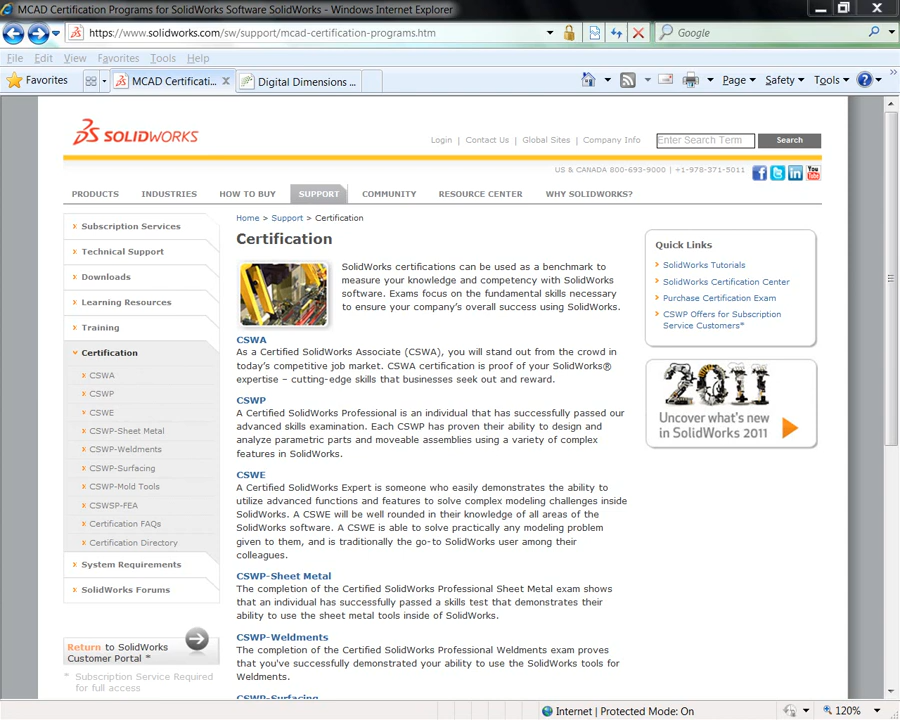 MCAD Certification Programs for SolidWorks Software SolidWorks - Windows Internet Explorer
https://www.solidworks.com/sw/support/mcad-certification-programs.htm
Google
File Edit View Favorites Tools Help
Favorites
MCAD Certificati...
Digital Dimensions ...
Page
Safety
Tools
SOLIDWORKS
Login | Contact Us | Global Sites | Company Info
Enter Search Term
Search
US & CANADA 800-693-9000 | +1-978-371-5011
PRODUCTS INDUSTRIES HOW TO BUY SUPPORT COMMUNITY RESOURCE CENTER WHY SOLIDWORKS?
Subscription Services
Technical Support
Downloads
Learning Resources
Training
Certification
CSWA
CSWP
CSWE
CSWP-Sheet Metal
CSWP-Weldments
CSWP-Surfacing
CSWP-Mold Tools
CSWSP-FEA
Certification FAQs
Certification Directory
System Requirements
SolidWorks Forums
Return to SolidWorks
Customer Portal *
* Subscription Service Required
for full access
Home > Support > Certification
Certification
SolidWorks certifications can be used as a benchmark to
measure your knowledge and competency with SolidWorks
software. Exams focus on the fundamental skills necessary
to ensure your company's overall success using SolidWorks.
CSWA
As a Certified SolidWorks Associate (CSWA), you will stand out from the crowd in
today's competitive job market. CSWA certification is proof of your SolidWorks®
expertise – cutting-edge skills that businesses seek out and reward.
CSWP
A Certified SolidWorks Professional is an individual that has successfully passed our
advanced skills examination. Each CSWP has proven their ability to design and
analyze parametric parts and moveable assemblies using a variety of complex
features in SolidWorks.
CSWE
A Certified SolidWorks Expert is someone who easily demonstrates the ability to
utilize advanced functions and features to solve complex modeling challenges inside
SolidWorks. A CSWE will be well rounded in their knowledge of all areas of the
SolidWorks software. A CSWE is able to solve practically any modeling problem
given to them, and is traditionally the go-to SolidWorks user among their
colleagues.
CSWP-Sheet Metal
The completion of the Certified SolidWorks Professional Sheet Metal exam shows
that an individual has successfully passed a skills test that demonstrates their
ability to use the sheet metal tools inside of SolidWorks.
CSWP-Weldments
The completion of the Certified SolidWorks Professional Weldments exam proves
that you've successfully demonstrated your ability to use the SolidWorks tools for
Weldments.
CSWP-Surfacing
Quick Links
SolidWorks Tutorials
SolidWorks Certification Center
Purchase Certification Exam
CSWP Offers for Subscription
Service Customers*
2011
Uncover what's new
in SolidWorks 2011
Internet | Protected Mode: On
120%